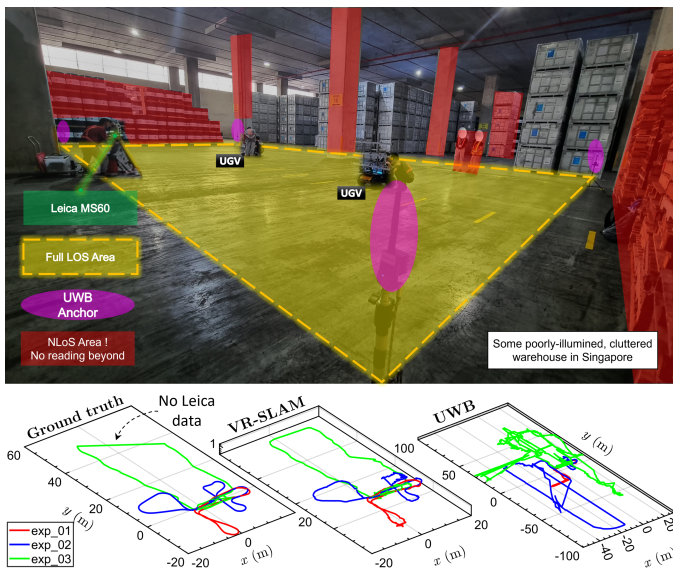 UGV
UGV
Leica MS60
Full LOS Area
UWB
Anchor
NLoS Area !
No reading beyond
Some poorly-illumined, cluttered
warehouse in Singapore
Ground truth
No Leica
data
VR-SLAM
UWB
60
40
20
0
-20
y (m)
-20
0
20
x (m)
1
-20
0
20
x (m)
100
50
0
-50
-100
y (m)
-40
-20
0
20
x (m)
exp_01
exp_02
exp_03